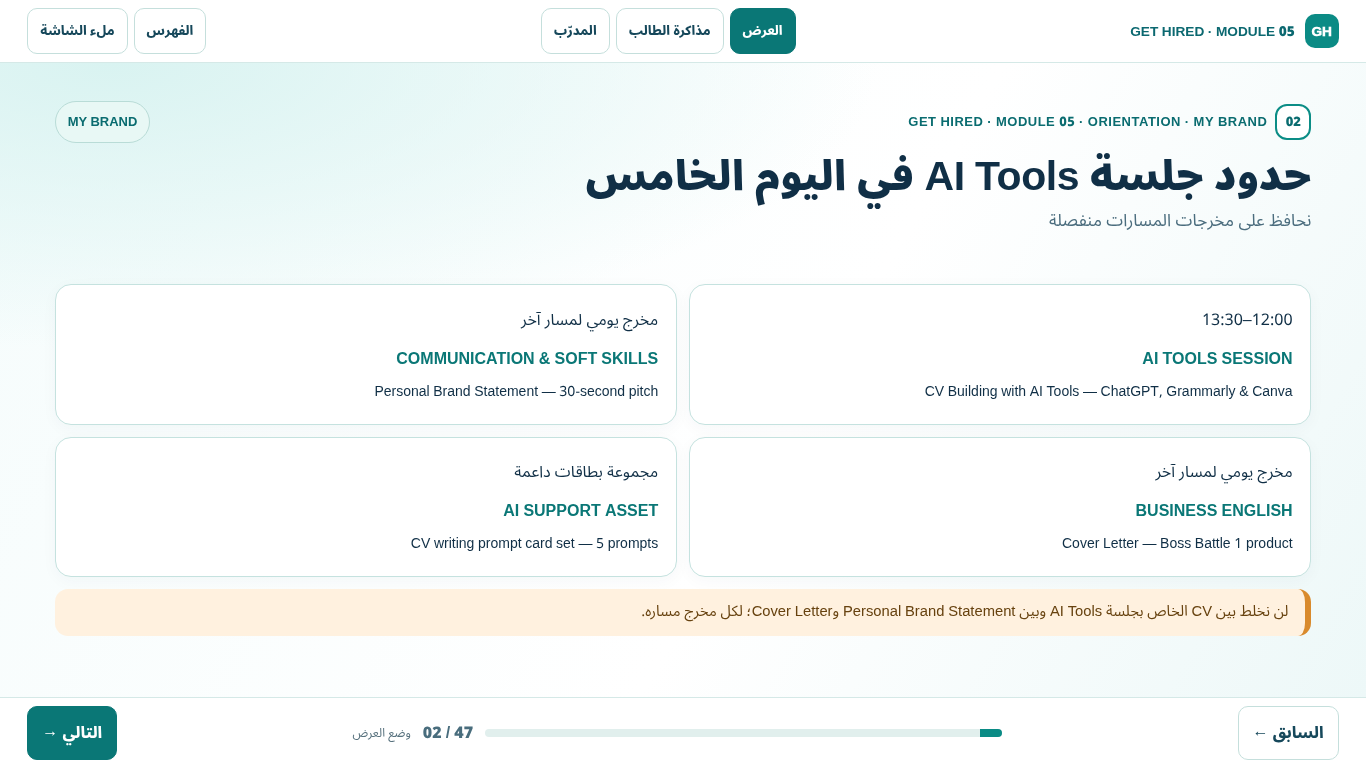 GH
GET HIRED · MODULE 05
العرض
مذاكرة الطالب
المدرّب
الفهرس
ملء الشاشة
02
GET HIRED · MODULE 05 · ORIENTATION · MY BRAND
MY BRAND
حدود جلسة AI Tools في اليوم الخامس
نحافظ على مخرجات المسارات منفصلة
12:00–13:30
AI TOOLS SESSION
CV Building with AI Tools — ChatGPT, Grammarly & Canva
مخرج يومي لمسار آخر
COMMUNICATION & SOFT SKILLS
Personal Brand Statement — 30-second pitch
مخرج يومي لمسار آخر
BUSINESS ENGLISH
Cover Letter — Boss Battle 1 product
مجموعة بطاقات داعمة
AI SUPPORT ASSET
CV writing prompt card set — 5 prompts
لن نخلط بين CV الخاص بجلسة AI Tools وبين Personal Brand Statement وCover Letter؛ لكل مخرج مساره.
السابق ←
02 / 47
وضع العرض
التالي →